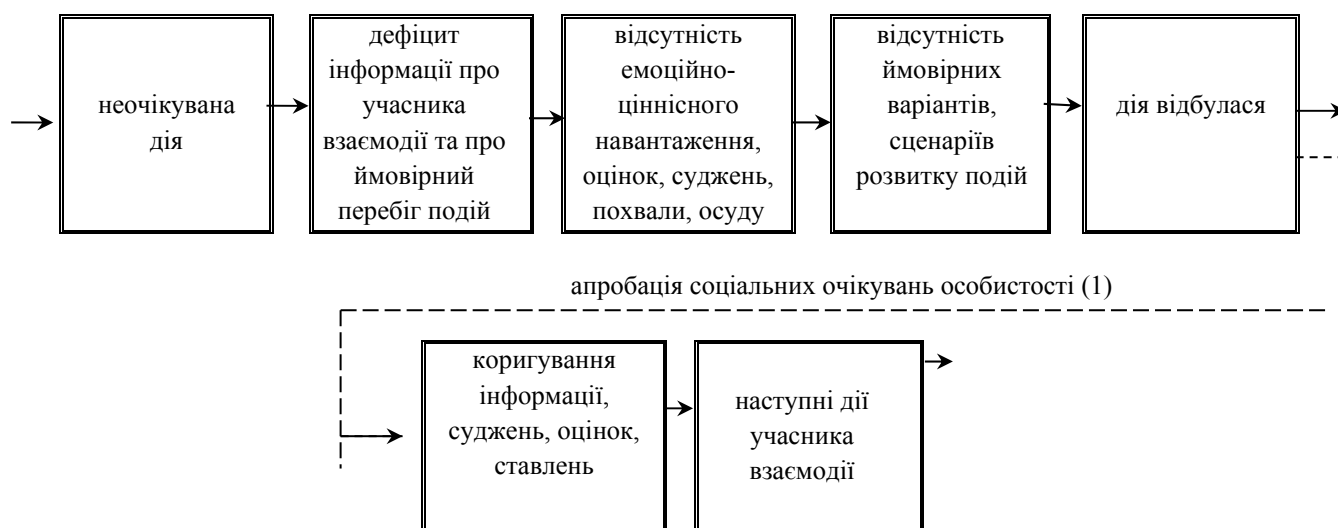 неочікувана
дія
дефіцит
інформації про
учасника
взаємодії та про
ймовірний
перебіг подій
відсутність
емоційно-
ціннісного
навантаження,
оцінок, суджень,
похвали, осуду
відсутність
ймовірних
варіантів,
сценаріїв
розвитку подій
дія відбулася
апробація соціальних очікувань особистості (1)
коригування
інформації,
суджень, оцінок,
ставлень
наступні дії
учасника
взаємодії